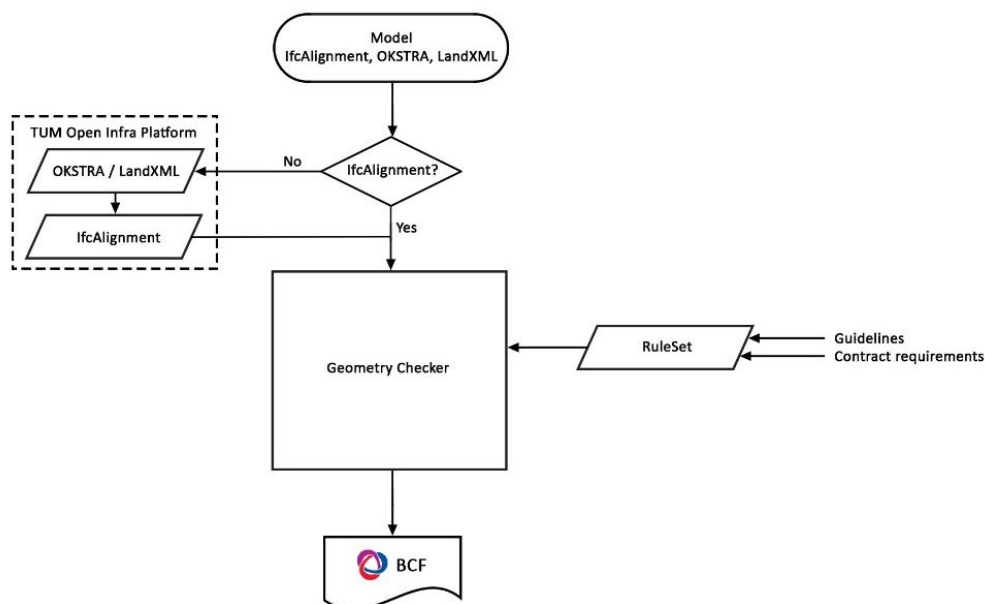 Model
IfcAlignment, OKSTRA, LandXML
TUM Open Infra Platform
No
IfcAlignment?
OKSTRA / LandXML
Yes
IfcAlignment
RuleSet
Guidelines
Contract requirements
Geometry Checker
BCF